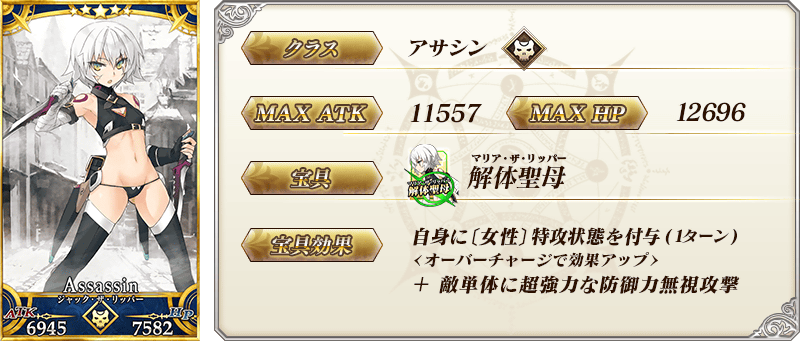 Assassin
ジャック・ザ・リッパー
ATK HP
6945 7582
クラス アサシン
MAX ATK 11557 MAX HP 12696
マリア・ザ・リッパー
宝具 解体聖母
解体聖母
宝具効果
自身に〔女性〕特攻状態を付与(1ターン)
<オーバーチャージで効果アップ>
+ 敵単体に超強力な防御力無視攻撃